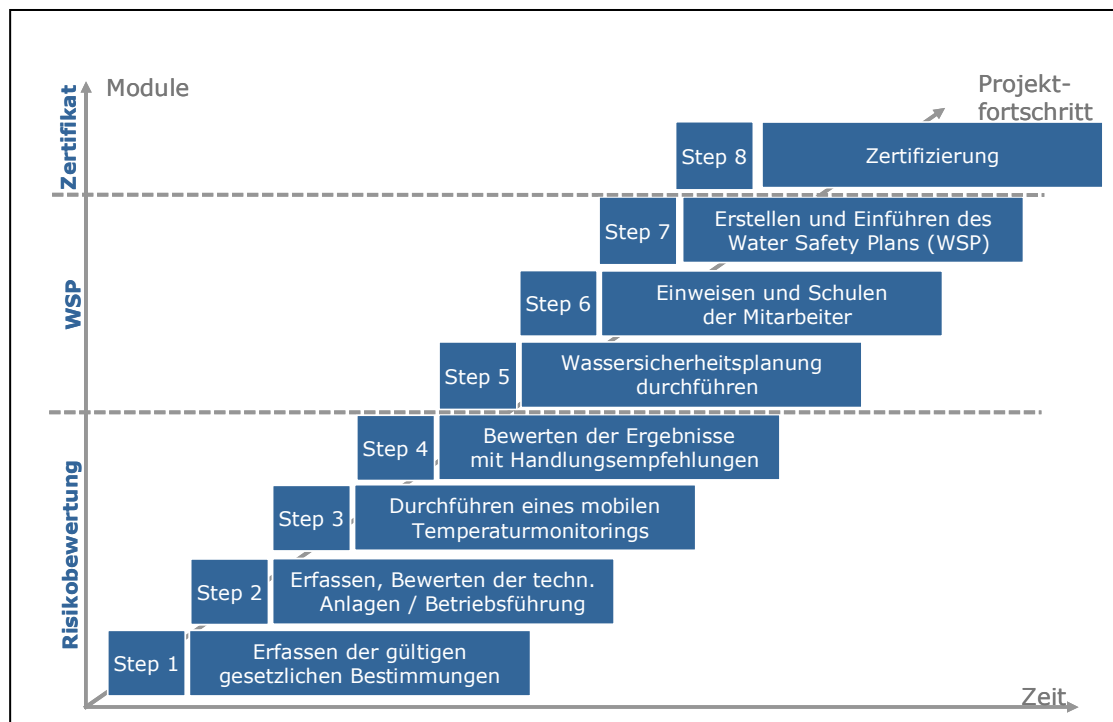 Module
Projekt-
fortschritt
Zertifikat
Step 8
Zertifizierung
WSP
Step 7
Erstellen und Einführen des
Water Safety Plans (WSP)
Step 6
Einweisen und Schulen
der Mitarbeiter
Step 5
Wassersicherheitsplanung
durchführen
Risikobewertung
Step 4
Bewerten der Ergebnisse
mit Handlungsempfehlungen
Step 3
Durchführen eines mobilen
Temperaturmonitorings
Step 2
Erfassen, Bewerten der techn.
Anlagen / Betriebsführung
Step 1
Erfassen der gültigen
gesetzlichen Bestimmungen
Zeit